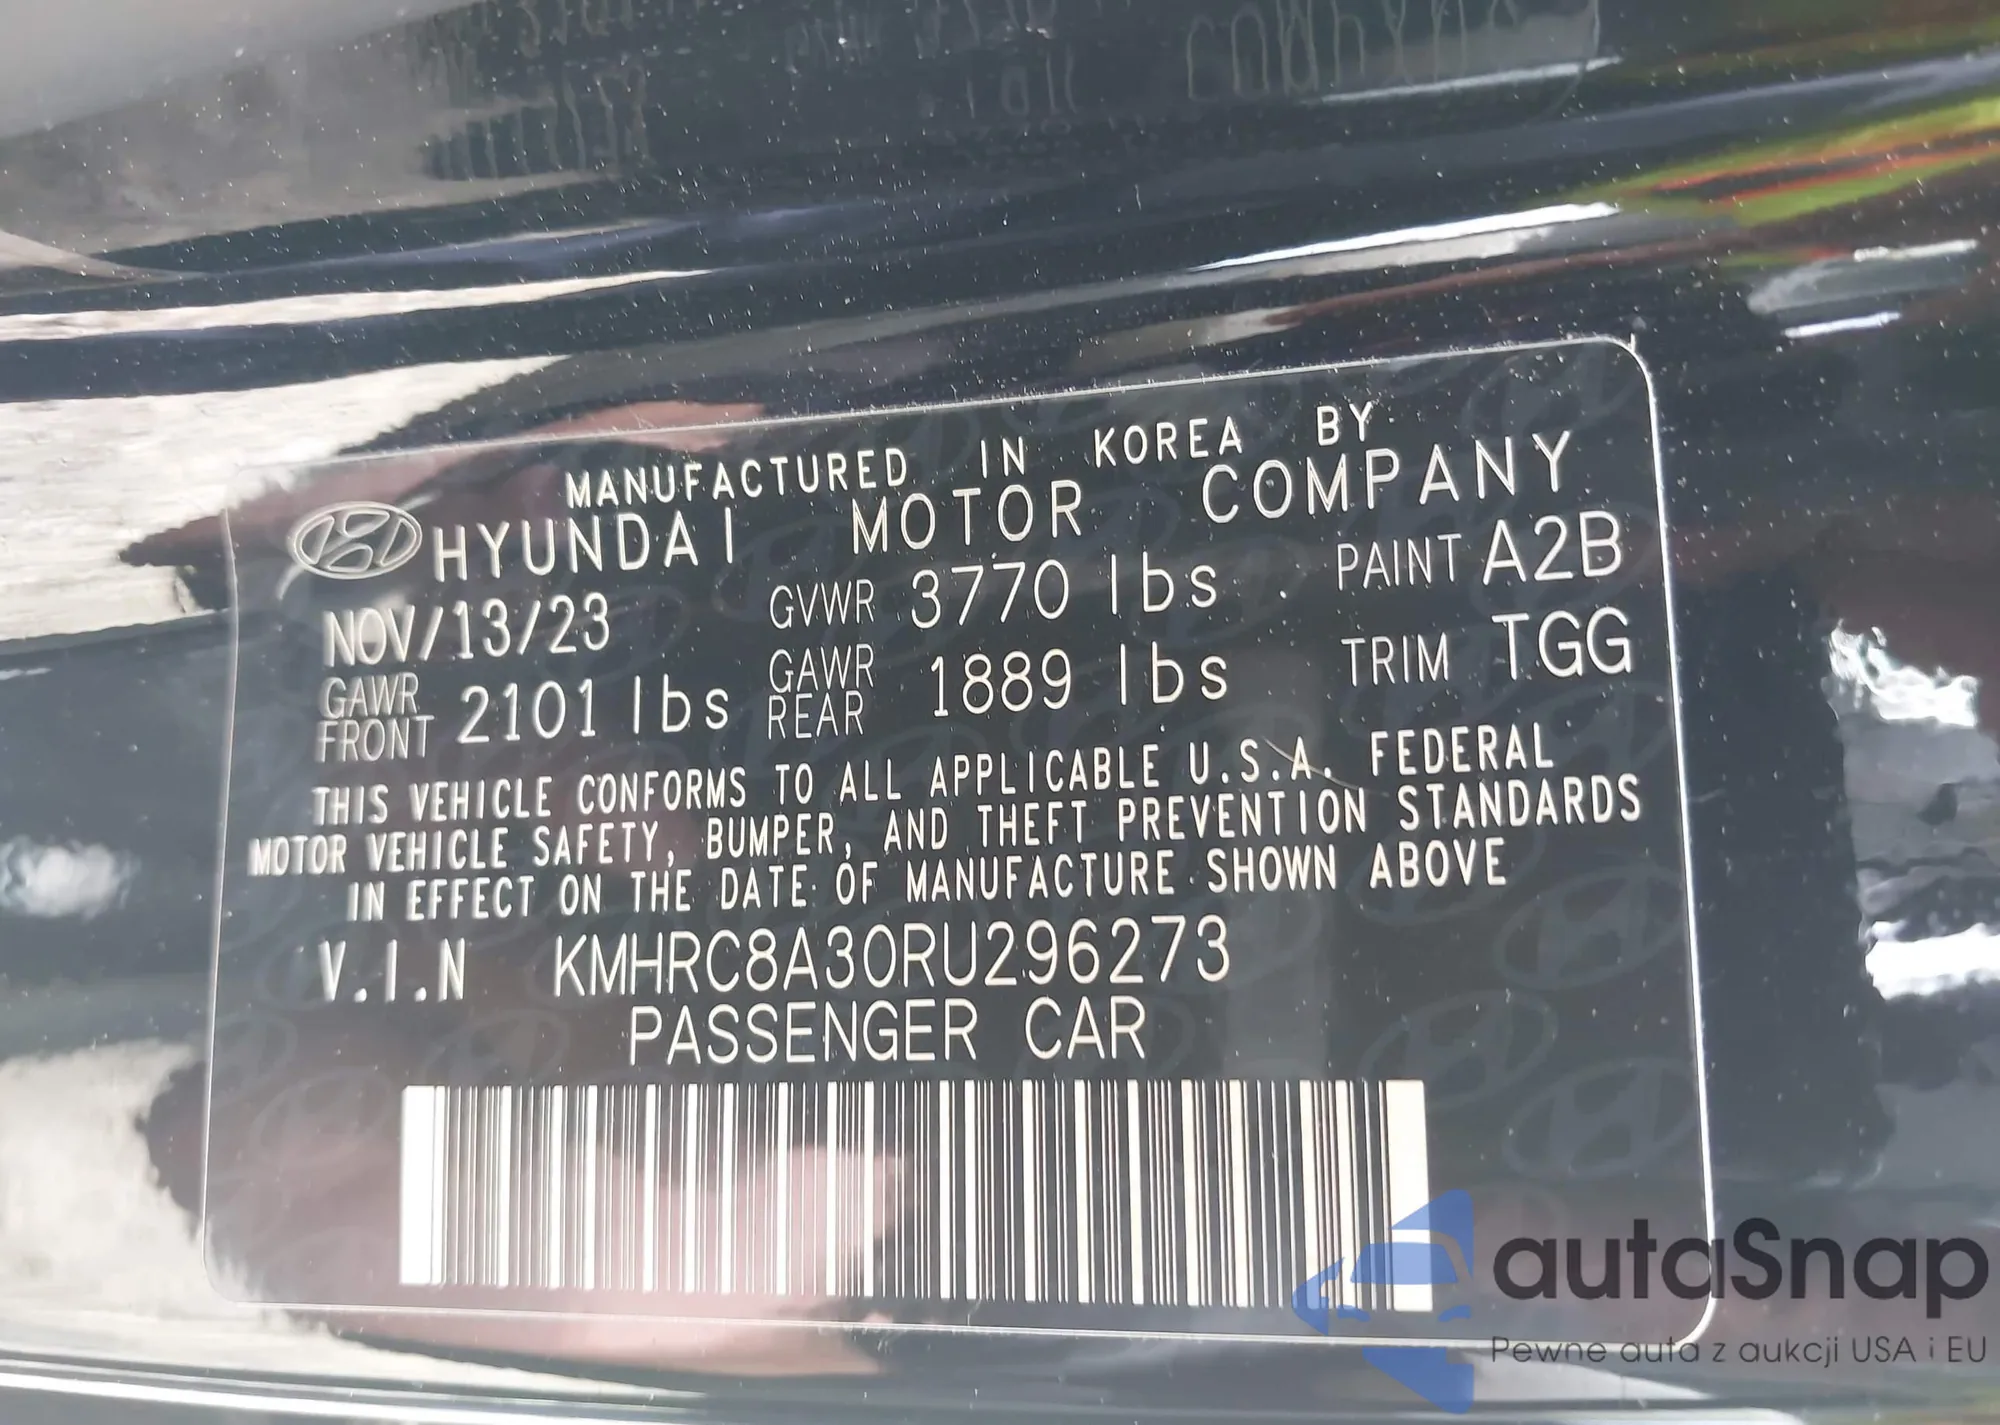 MANUFACTURED IN KOREA BY
HYUNDAI MOTOR COMPANY
NOV/13/23 GVWR 3770 lbs PAINT A2B
GAWR FRONT 2101 lbs GAWR REAR 1889 lbs TRIM TGG
THIS VEHICLE CONFORMS TO ALL APPLICABLE U.S.A. FEDERAL
MOTOR VEHICLE SAFETY, BUMPER, AND THEFT PREVENTION STANDARDS
IN EFFECT ON THE DATE OF MANUFACTURE SHOWN ABOVE
V.I.N KMHRC8A30RU296273
PASSENGER CAR
autaSnap
Pewne auta z aukcji USA i EU